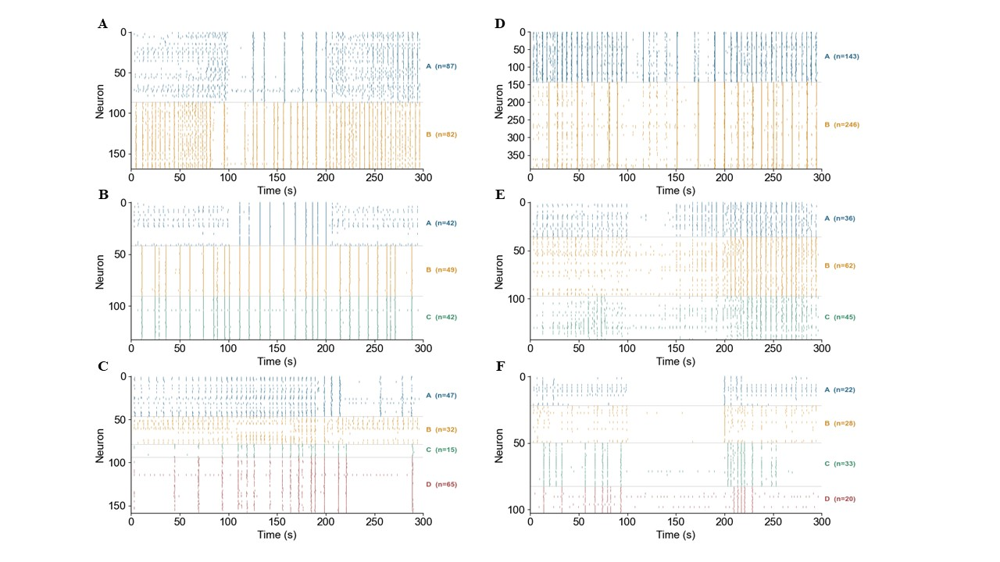 A
0
50
100
150
Neuron
A (n=87)
B (n=82)
0 50 100 150 200 250 300
Time (s)
B
0
50
100
Neuron
A (n=42)
B (n=49)
C (n=42)
0 50 100 150 200 250 300
Time (s)
C
0
50
100
150
Neuron
A (n=47)
B (n=32)
C (n=15)
D (n=65)
0 50 100 150 200 250 300
Time (s)
D
0
50
100
150
200
250
300
350
Neuron
A (n=143)
B (n=246)
0 50 100 150 200 250 300
Time (s)
E
0
50
100
Neuron
A (n=36)
B (n=62)
C (n=45)
0 50 100 150 200 250 300
Time (s)
F
0
50
100
Neuron
A (n=22)
B (n=28)
C (n=33)
D (n=20)
0 50 100 150 200 250 300
Time (s)